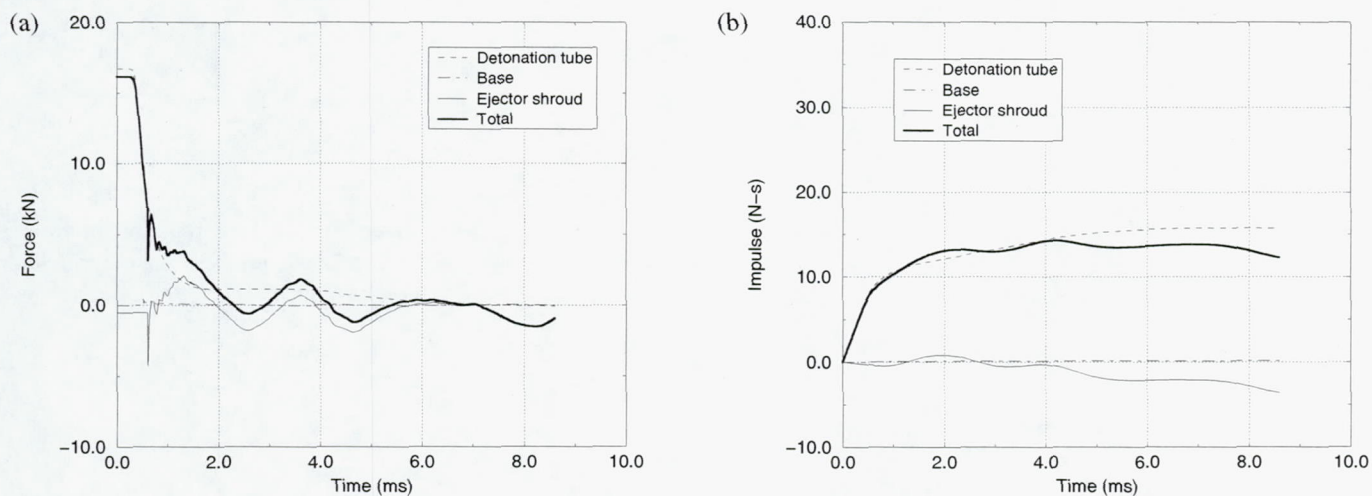 (a)
20.0
10.0
0.0
−10.0
Force (kN)
Detonation tube
Base
Ejector shroud
Total
0.0 2.0 4.0 6.0 8.0 10.0
Time (ms)
(b)
40.0
30.0
20.0
10.0
0.0
−10.0
Impulse (N−s)
Detonation tube
Base
Ejector shroud
Total
0.0 2.0 4.0 6.0 8.0 10.0
Time (ms)